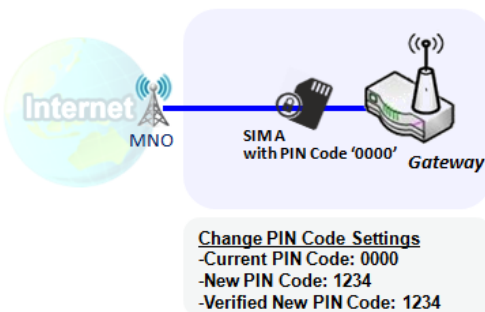 Internet
MNO
SIM A
with PIN Code ‘0000’
Gateway
Change PIN Code Settings
-Current PIN Code: 0000
-New PIN Code: 1234
-Verified New PIN Code: 1234